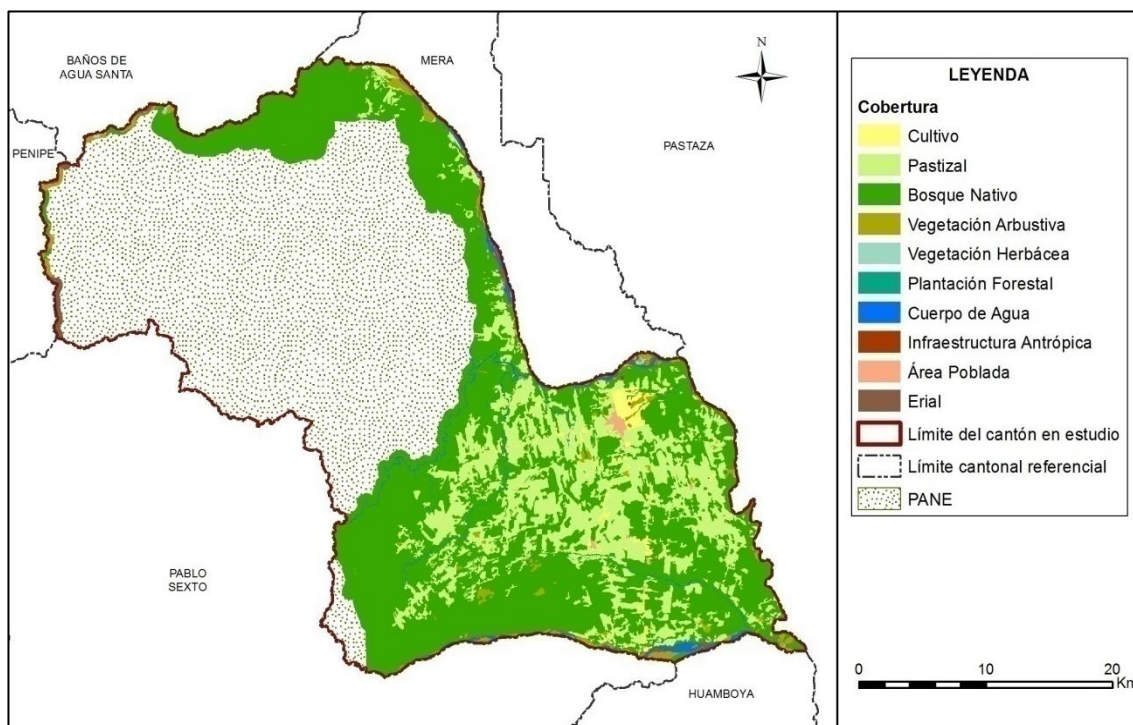 BAÑOS DE
AGUA SANTA
MERA
N
PENIPE
PASTAZA
PABLO
SEXTO
HUAMBOYA
LEYENDA
Cobertura
Cultivo
Pastizal
Bosque Nativo
Vegetación Arbustiva
Vegetación Herbácea
Plantación Forestal
Cuerpo de Agua
Infraestructura Antrópica
Área Poblada
Erial
Límite del cantón en estudio
Límite cantonal referencial
PANE
0 10 20
Km